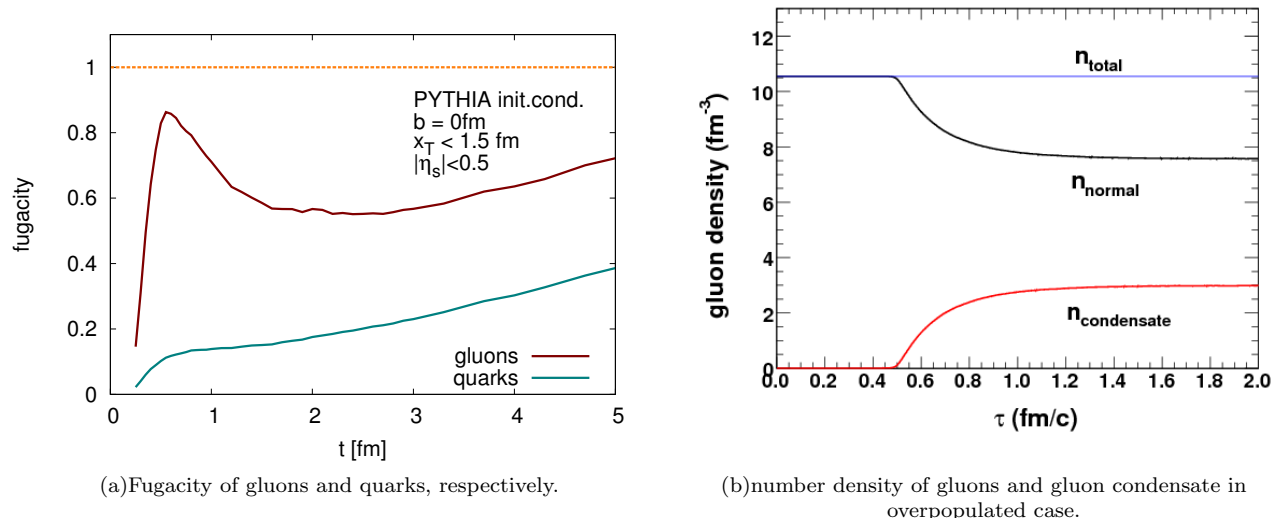 1
0.8
0.6
0.4
0.2
0
fugacity
PYTHIA init.cond.
b = 0fm
x_T < 1.5 fm
|η_s|<0.5
gluons
quarks
0 1 2 3 4 5
t [fm]
(a)Fugacity of gluons and quarks, respectively.
12
10
8
6
4
2
0
gluon density (fm^-3)
n_total
n_normal
n_condensate
0.0 0.2 0.4 0.6 0.8 1.0 1.2 1.4 1.6 1.8 2.0
τ (fm/c)
(b)number density of gluons and gluon condensate in
overpopulated case.